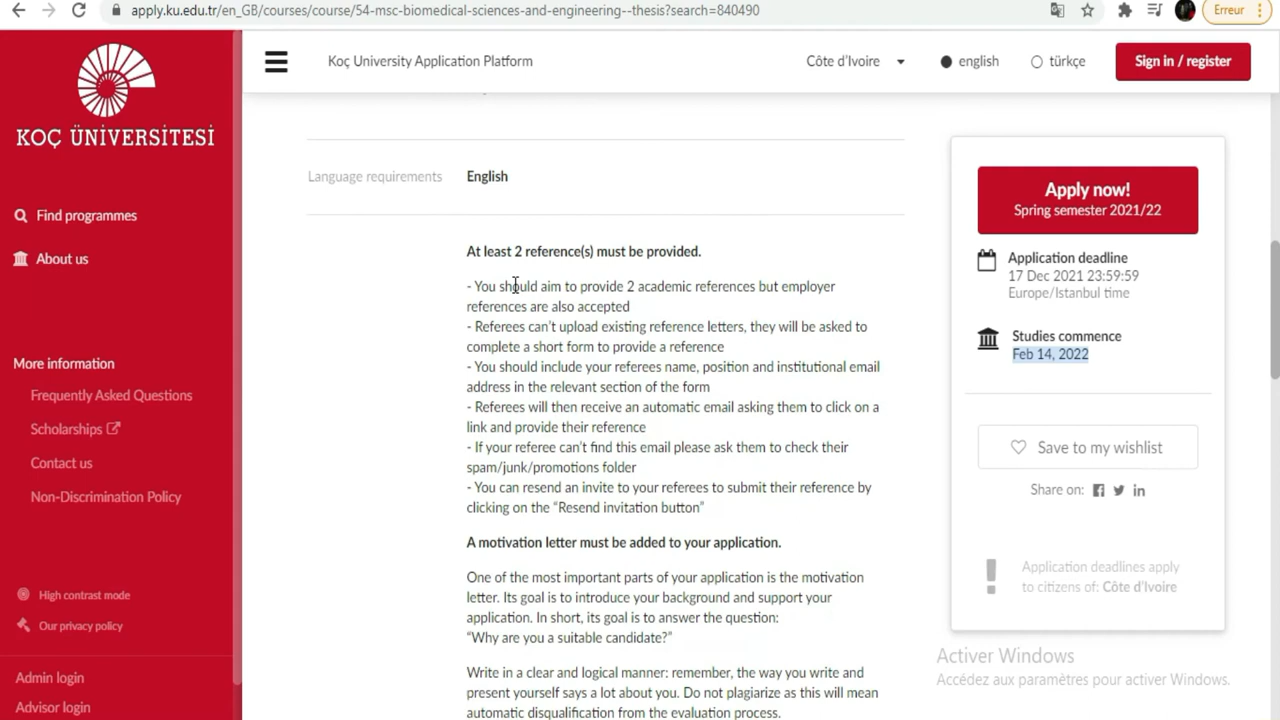 apply.ku.edu.tr/en_GB/courses/course/54-msc-biomedical-sciences-and-engineering--thesis?search=840490
Erreur
KOÇ ÜNİVERSİTESİ
Find programmes
About us
More information
Frequently Asked Questions
Scholarships
Contact us
Non-Discrimination Policy
High contrast mode
Our privacy policy
Admin login
Advisor login
Koç University Application Platform
Côte d’Ivoire
english
türkçe
Sign in / register
Language requirements
English
At least 2 reference(s) must be provided.
- You should aim to provide 2 academic references but employer
references are also accepted
- Referees can’t upload existing reference letters, they will be asked to
complete a short form to provide a reference
- You should include your referees name, position and institutional email
address in the relevant section of the form
- Referees will then receive an automatic email asking them to click on a
link and provide their reference
- If your referee can’t find this email please ask them to check their
spam/junk/promotions folder
- You can resend an invite to your referees to submit their reference by
clicking on the “Resend invitation button”
A motivation letter must be added to your application.
One of the most important parts of your application is the motivation
letter. Its goal is to introduce your background and support your
application. In short, its goal is to answer the question:
“Why are you a suitable candidate?”
Write in a clear and logical manner: remember, the way you write and
present yourself says a lot about you. Do not plagiarize as this will mean
automatic disqualification from the evaluation process.
Apply now!
Spring semester 2021/22
Application deadline
17 Dec 2021 23:59:59
Europe/Istanbul time
Studies commence
Feb 14, 2022
Save to my wishlist
Share on:
Application deadlines apply
to citizens of: Côte d’Ivoire
Activer Windows
Accédez aux paramètres pour activer Windows.